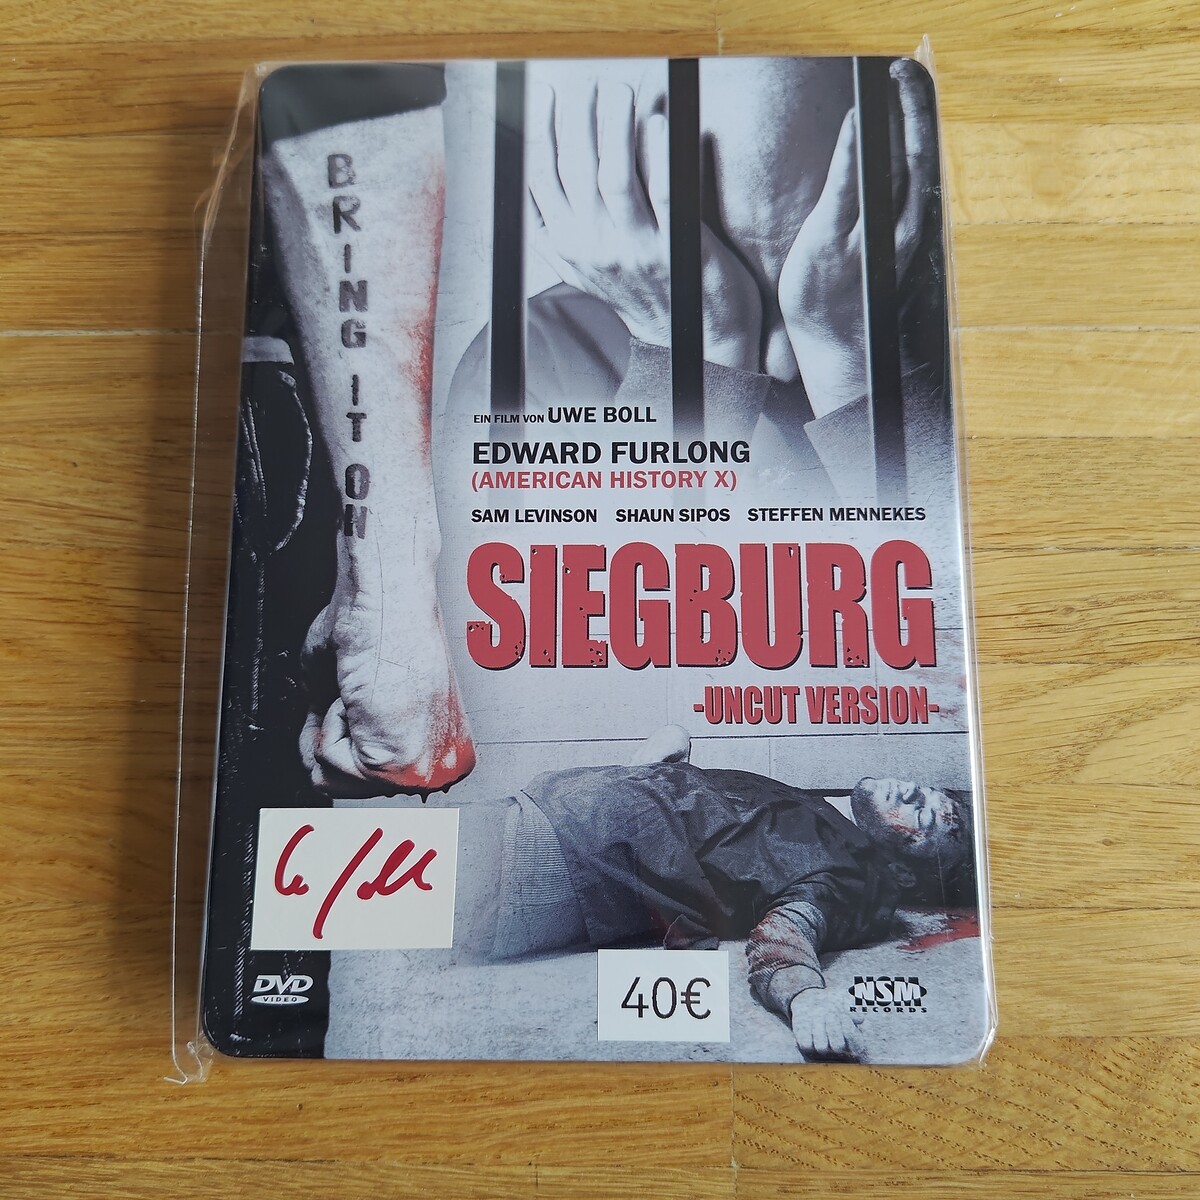 BRING IT ON
EIN FILM VON UWE BOLL
EDWARD FURLONG
(AMERICAN HISTORY X)
SAM LEVINSON SHAUN SIPOS STEFFEN MENNEKES
SIEGBURG
-UNCUT VERSION-
DVD
VIDEO
40€
NSM
RECORDS